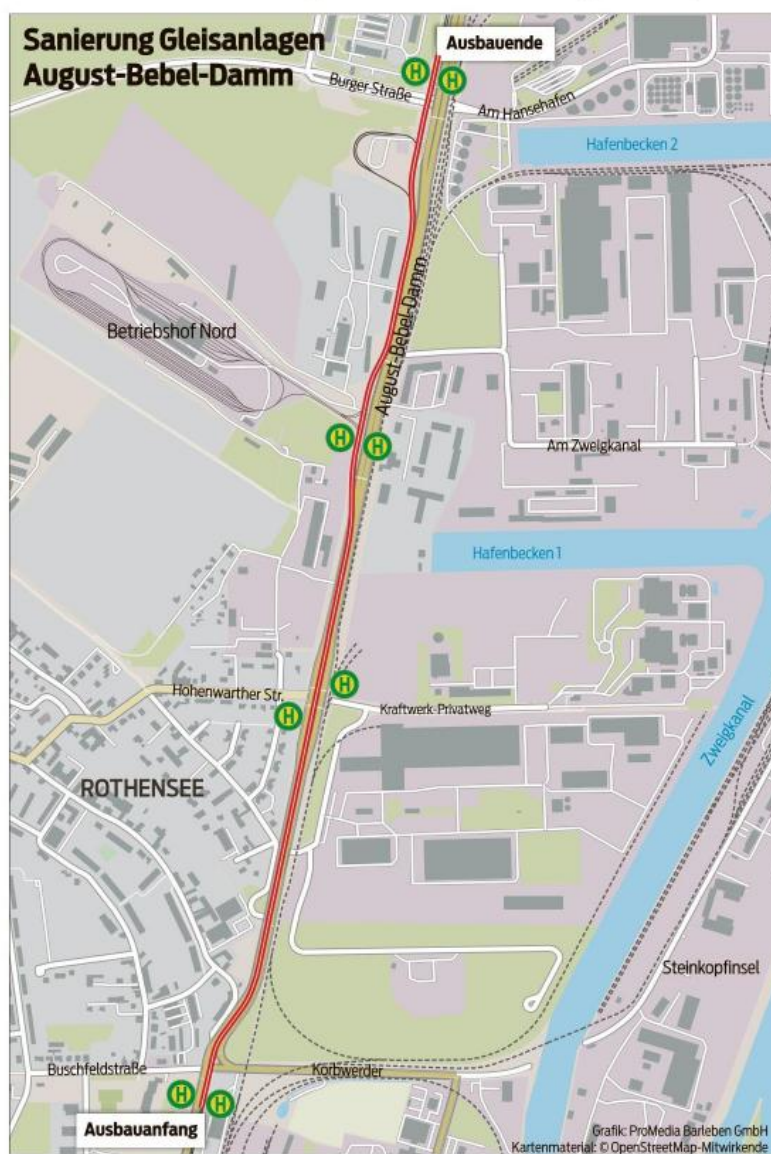 Sanierung Gleisanlagen
August-Bebel-Damm
Ausbauende
H
H
Burger Straße
Am Hansehafen
Hafenbecken 2
August-Bebel-Damm
Betriebshof Nord
H
H
Am Zweigkanal
Hafenbecken 1
H
Hohenwarther Str.
H
Kraftwerk-Privatweg
Zweigkanal
ROTHENSEE
Steinkopfinsel
Buschfeldstraße
Korbwerder
H
H
Ausbauanfang
Grafik: ProMedia Barleben GmbH
Kartenmaterial: © OpenStreetMap-Mitwirkende